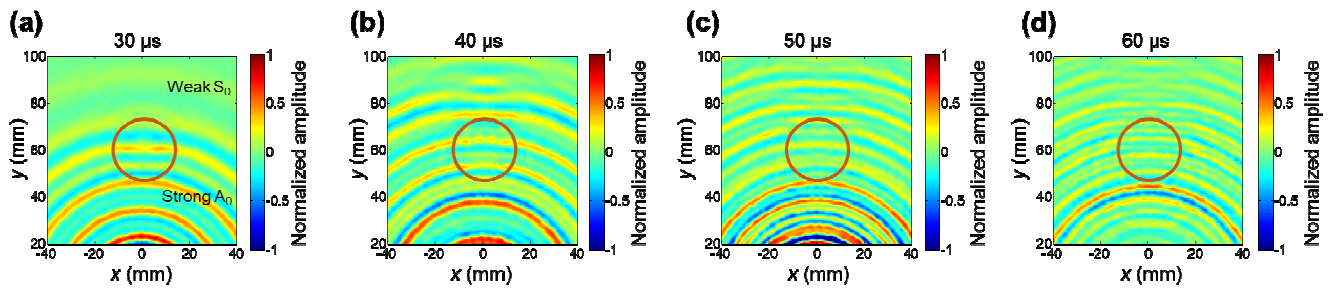 (a)
30 µs
100
80
60
40
20
y (mm)
-40 -20 0 20 40
x (mm)
Weak S₀
Strong A₀
1
0.5
0
-0.5
-1
Normalized amplitude
(b)
40 µs
100
80
60
40
20
y (mm)
-40 -20 0 20 40
x (mm)
1
0.5
0
-0.5
-1
Normalized amplitude
(c)
50 µs
100
80
60
40
20
y (mm)
-40 -20 0 20 40
x (mm)
1
0.5
0
-0.5
-1
Normalized amplitude
(d)
60 µs
100
80
60
40
20
y (mm)
-40 -20 0 20 40
x (mm)
1
0.5
0
-0.5
-1
Normalized amplitude